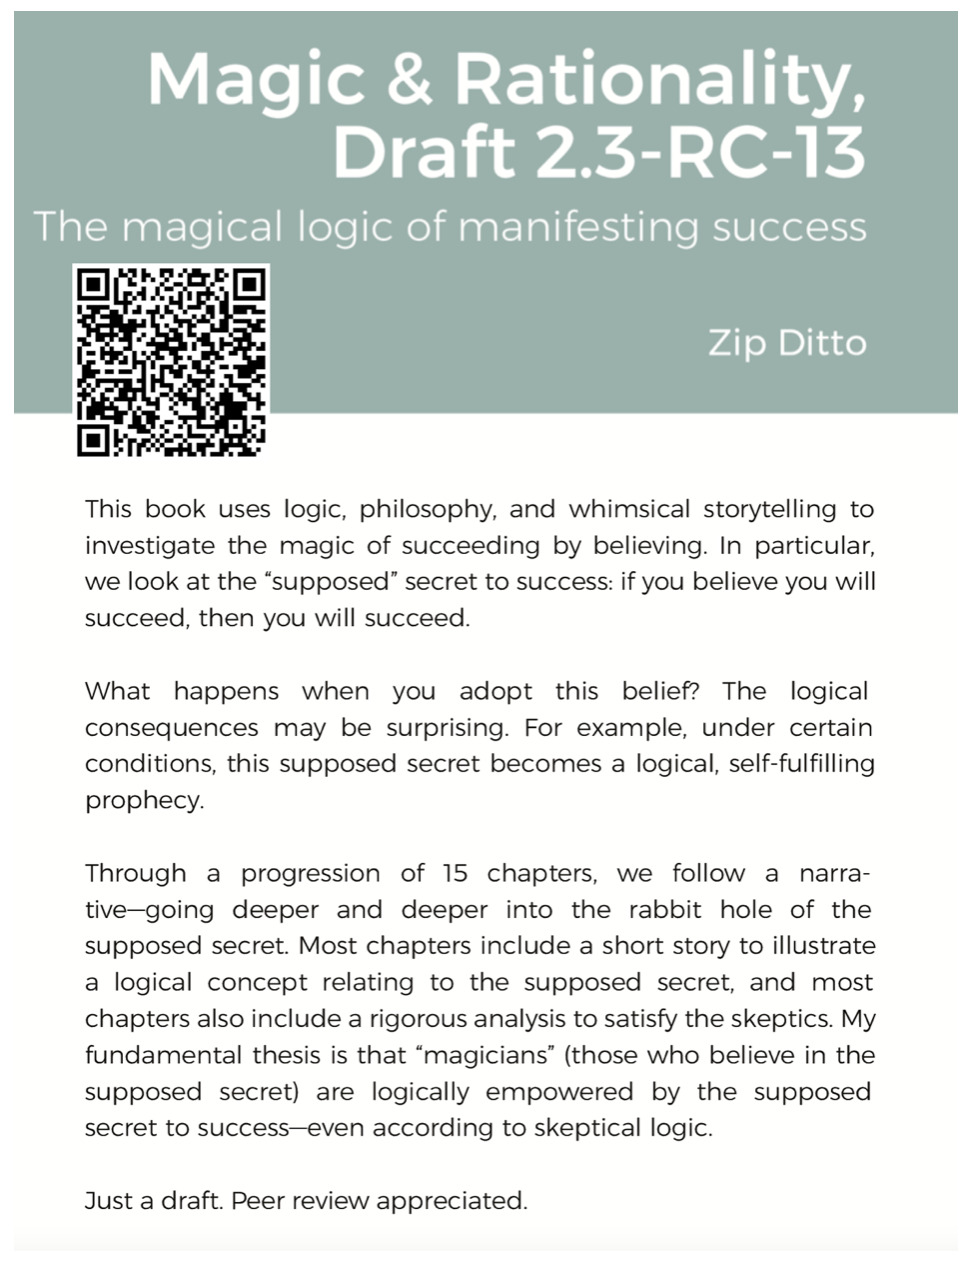 Magic & Rationality,
Draft 2.3-RC-13
The magical logic of manifesting success
Zip Ditto
This book uses logic, philosophy, and whimsical storytelling to
investigate the magic of succeeding by believing. In particular,
we look at the “supposed” secret to success: if you believe you will
succeed, then you will succeed.
What happens when you adopt this belief? The logical
consequences may be surprising. For example, under certain
conditions, this supposed secret becomes a logical, self-fulfilling
prophecy.
Through a progression of 15 chapters, we follow a narra-
tive—going deeper and deeper into the rabbit hole of the
supposed secret. Most chapters include a short story to illustrate
a logical concept relating to the supposed secret, and most
chapters also include a rigorous analysis to satisfy the skeptics. My
fundamental thesis is that “magicians” (those who believe in the
supposed secret) are logically empowered by the supposed
secret to success—even according to skeptical logic.
Just a draft. Peer review appreciated.